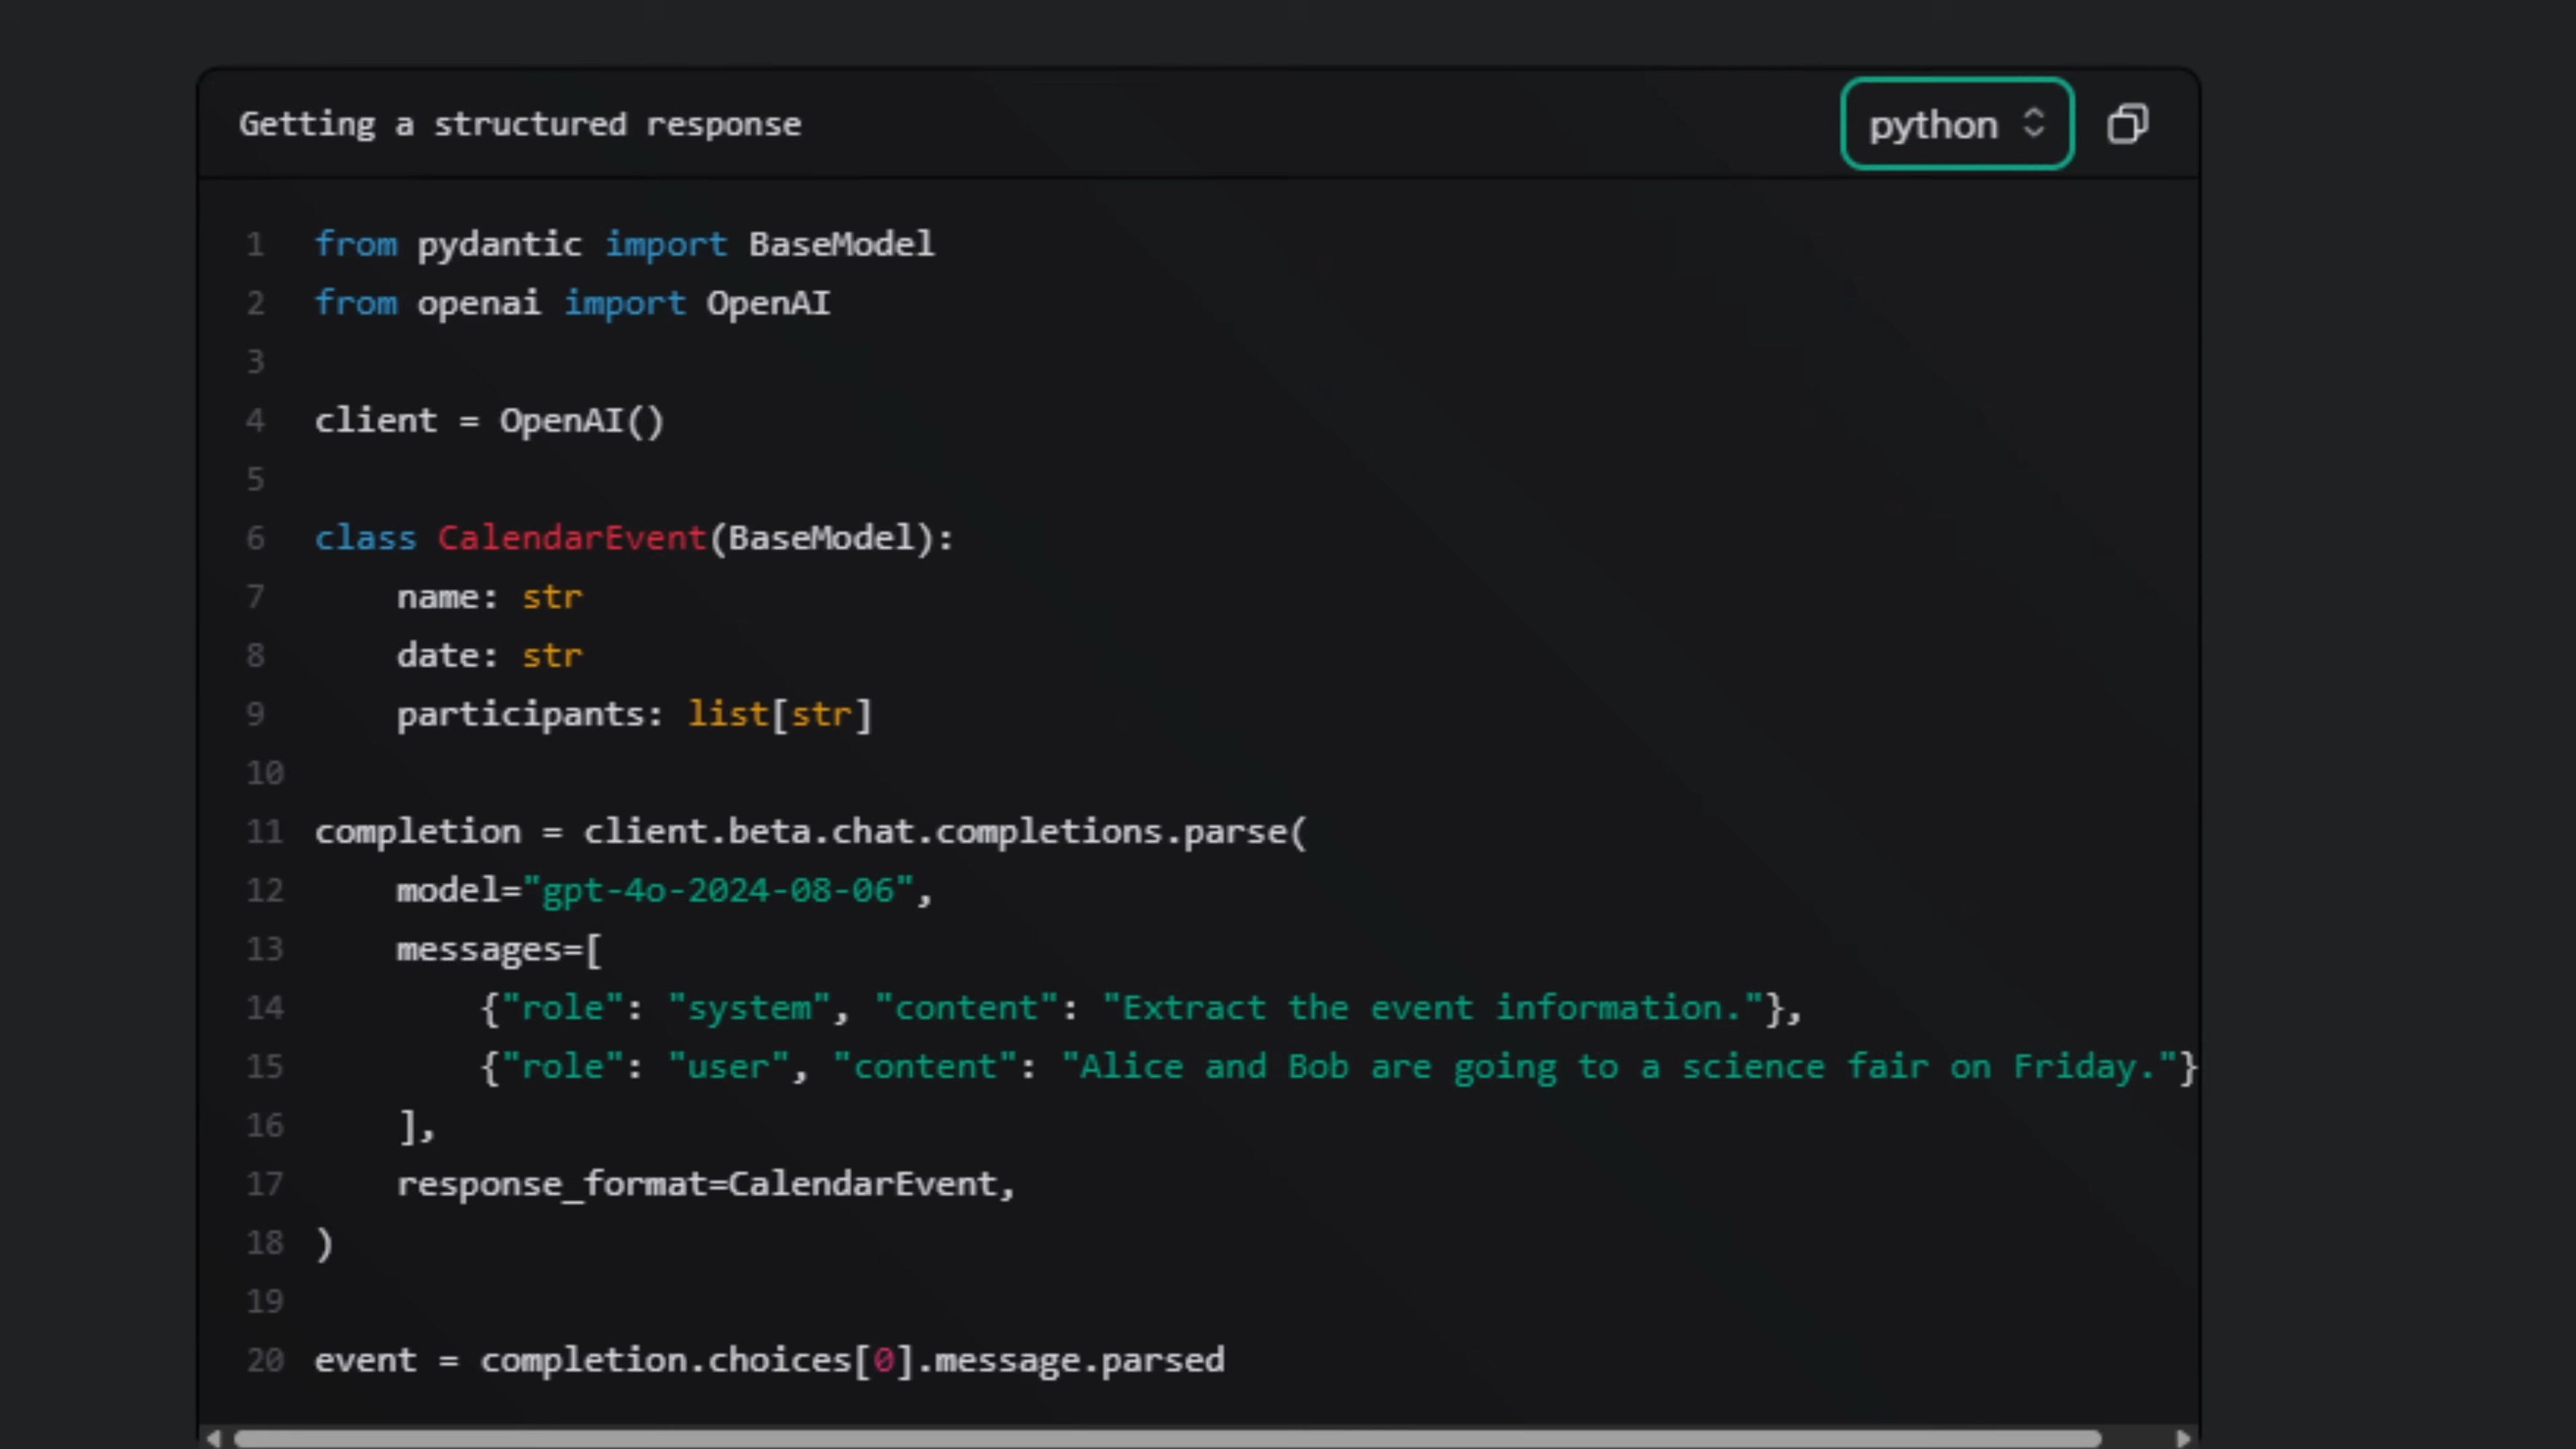 Getting a structured response
python
1 from pydantic import BaseModel
2 from openai import OpenAI
3
4 client = OpenAI()
5
6 class CalendarEvent(BaseModel):
7     name: str
8     date: str
9     participants: list[str]
10
11 completion = client.beta.chat.completions.parse(
12     model="gpt-4o-2024-08-06",
13     messages=[
14         {"role": "system", "content": "Extract the event information."},
15         {"role": "user", "content": "Alice and Bob are going to a science fair on Friday."}
16     ],
17     response_format=CalendarEvent,
18 )
19
20 event = completion.choices[0].message.parsed